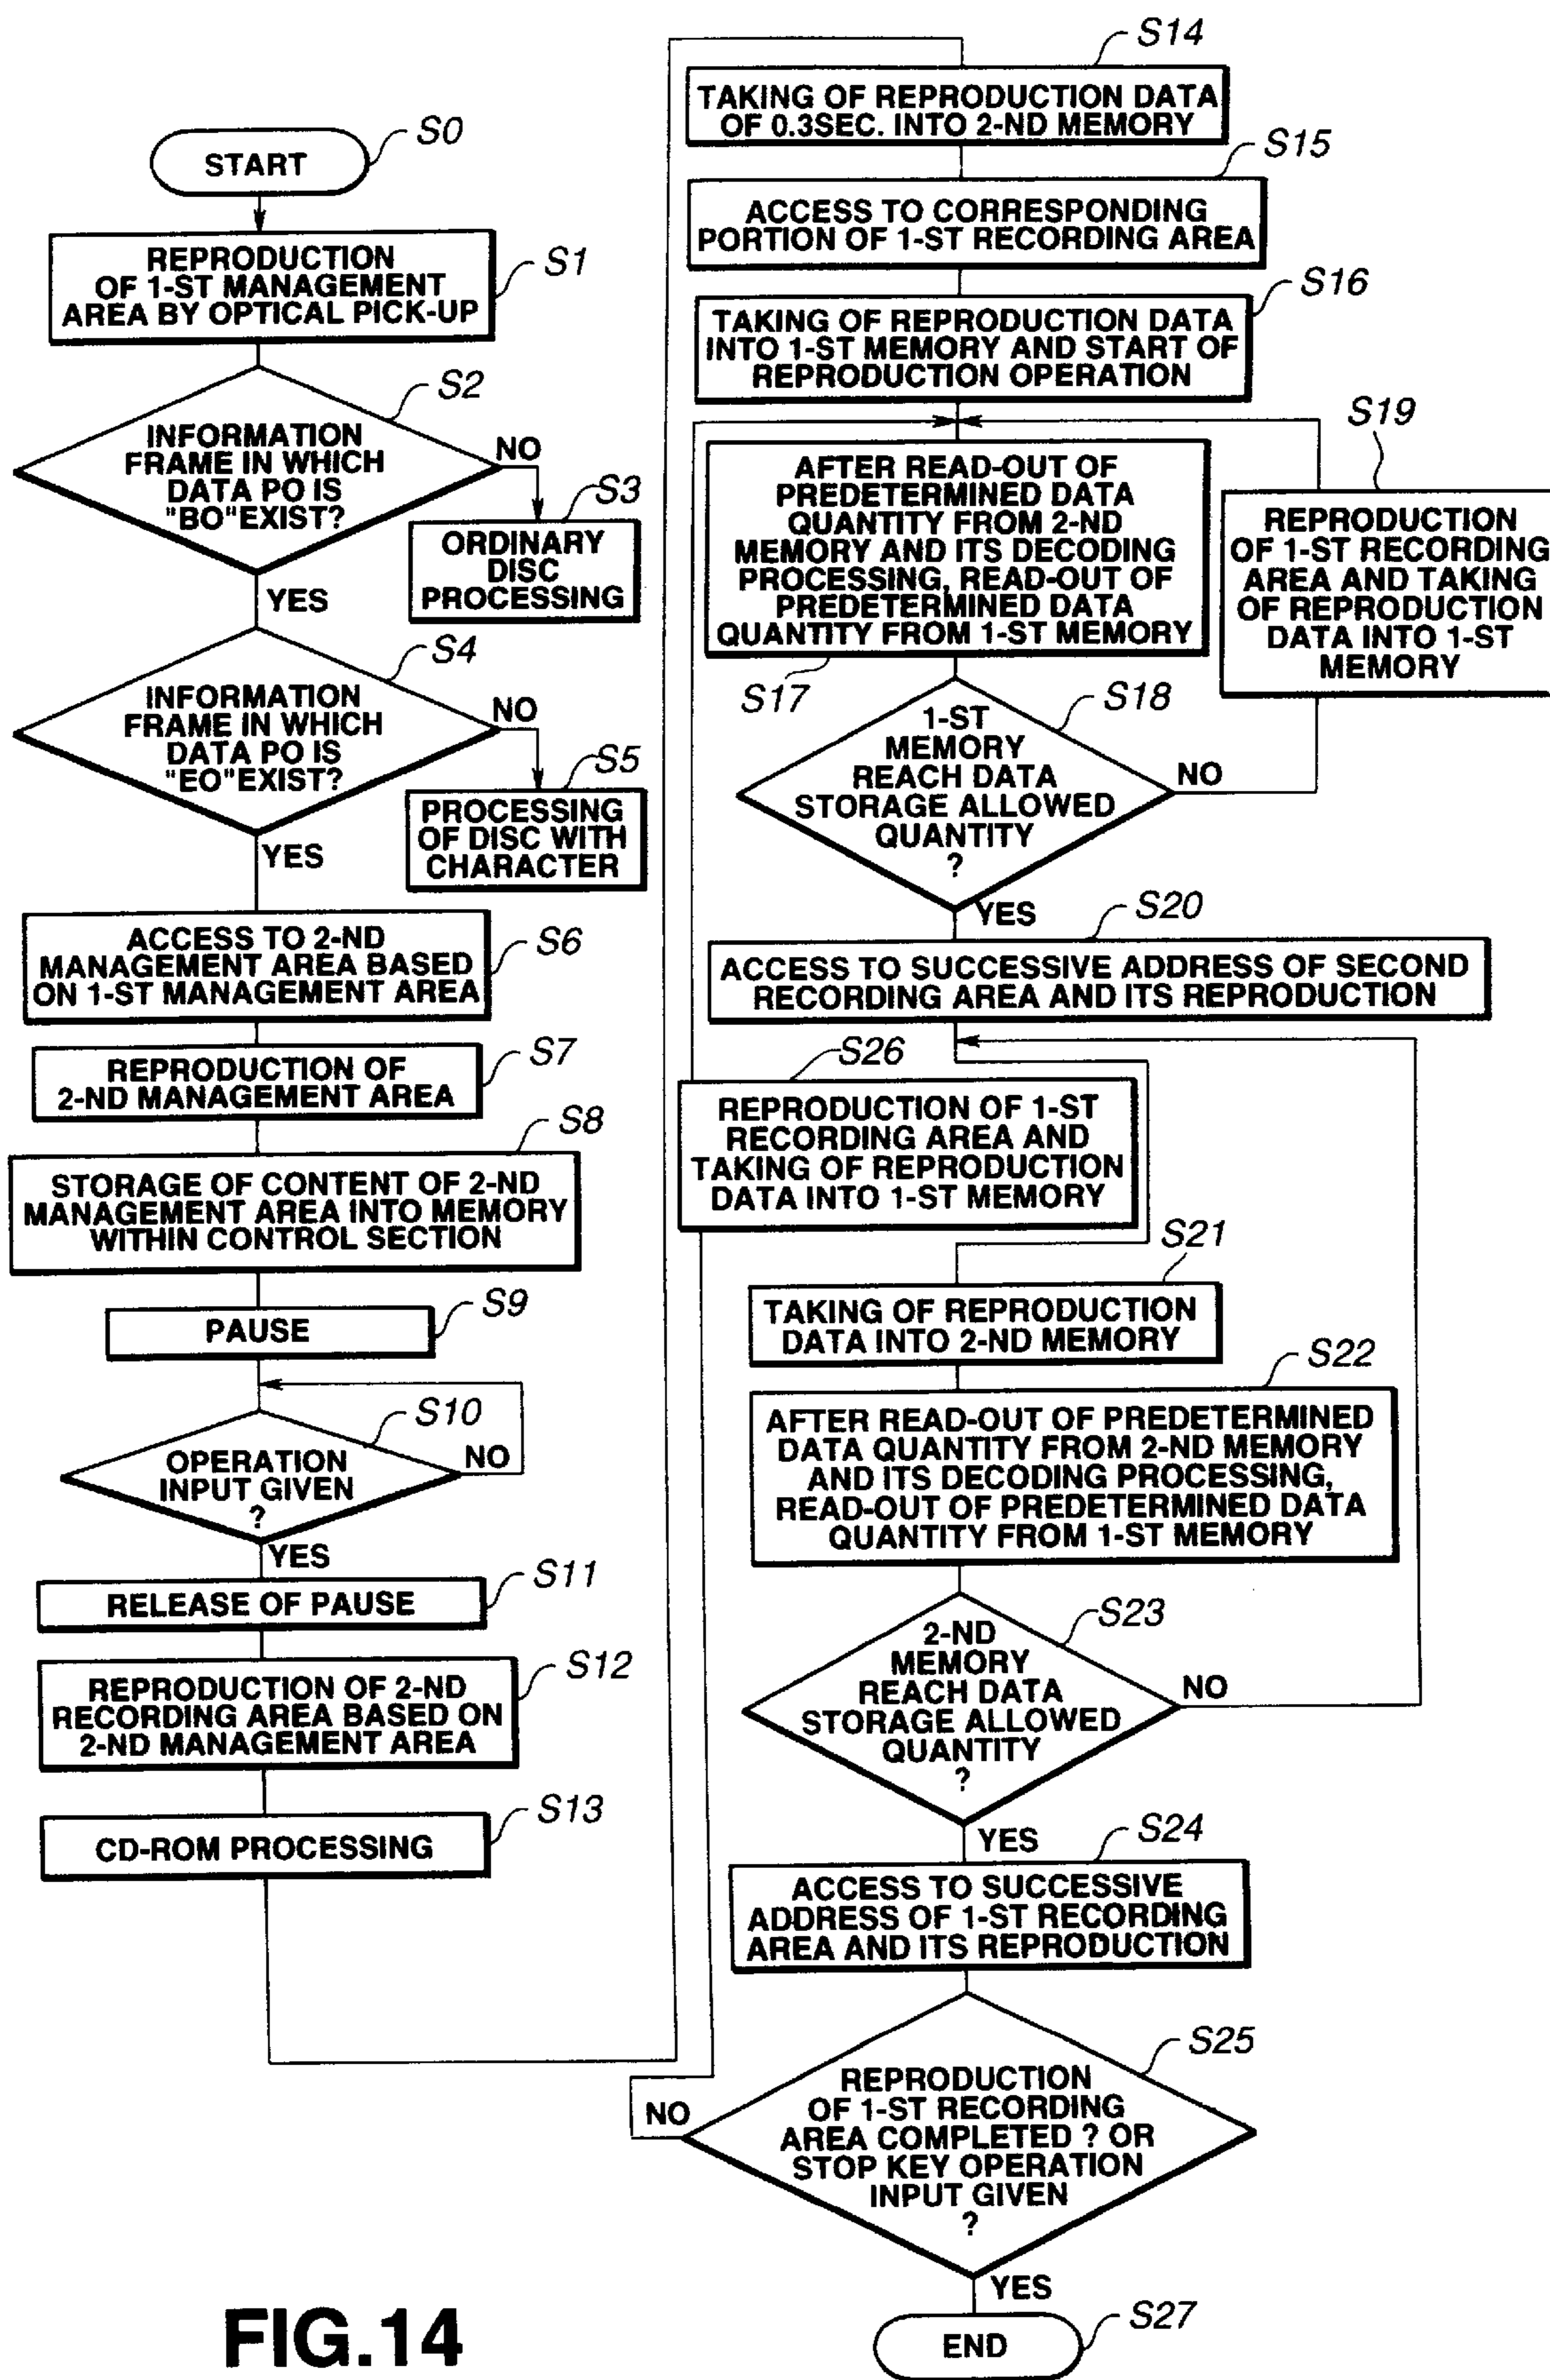 START
S0
REPRODUCTION
OF 1-ST MANAGEMENT
AREA BY OPTICAL PICK-UP
S1
INFORMATION
FRAME IN WHICH
DATA PO IS
"BO"EXIST?
S2
NO
YES
ORDINARY
DISC
PROCESSING
S3
INFORMATION
FRAME IN WHICH
DATA PO IS
"EO"EXIST?
S4
NO
YES
PROCESSING
OF DISC WITH
CHARACTER
S5
ACCESS TO 2-ND
MANAGEMENT AREA BASED
ON 1-ST MANAGEMENT AREA
S6
REPRODUCTION OF
2-ND MANAGEMENT AREA
S7
STORAGE OF CONTENT OF 2-ND
MANAGEMENT AREA INTO MEMORY
WITHIN CONTROL SECTION
S8
PAUSE
S9
OPERATION
INPUT GIVEN
?
S10
NO
YES
RELEASE OF PAUSE
S11
REPRODUCTION OF 2-ND
RECORDING AREA BASED ON
2-ND MANAGEMENT AREA
S12
CD-ROM PROCESSING
S13
TAKING OF REPRODUCTION DATA
OF 0.3SEC. INTO 2-ND MEMORY
S14
ACCESS TO CORRESPONDING
PORTION OF 1-ST RECORDING AREA
S15
TAKING OF REPRODUCTION DATA
INTO 1-ST MEMORY AND START OF
REPRODUCTION OPERATION
S16
AFTER READ-OUT OF
PREDETERMINED DATA
QUANTITY FROM 2-ND
MEMORY AND ITS DECODING
PROCESSING, READ-OUT OF
PREDETERMINED DATA
QUANTITY FROM 1-ST MEMORY
S17
1-ST
MEMORY
REACH DATA
STORAGE ALLOWED
QUANTITY
?
S18
NO
YES
REPRODUCTION
OF 1-ST RECORDING
AREA AND TAKING
OF REPRODUCTION
DATA INTO 1-ST
MEMORY
S19
ACCESS TO SUCCESSIVE ADDRESS OF SECOND
RECORDING AREA AND ITS REPRODUCTION
S20
REPRODUCTION OF 1-ST
RECORDING AREA AND
TAKING OF REPRODUCTION
DATA INTO 1-ST MEMORY
S26
TAKING OF REPRODUCTION
DATA INTO 2-ND MEMORY
S21
AFTER READ-OUT OF PREDETERMINED
DATA QUANTITY FROM 2-ND MEMORY
AND ITS DECODING PROCESSING,
READ-OUT OF PREDETERMINED DATA
QUANTITY FROM 1-ST MEMORY
S22
2-ND
MEMORY
REACH DATA
STORAGE ALLOWED
QUANTITY
?
S23
NO
YES
ACCESS TO SUCCESSIVE
ADDRESS OF 1-ST RECORDING
AREA AND ITS REPRODUCTION
S24
REPRODUCTION
OF 1-ST RECORDING
AREA COMPLETED ? OR
STOP KEY OPERATION
INPUT GIVEN
?
S25
NO
YES
END
S27
FIG.14